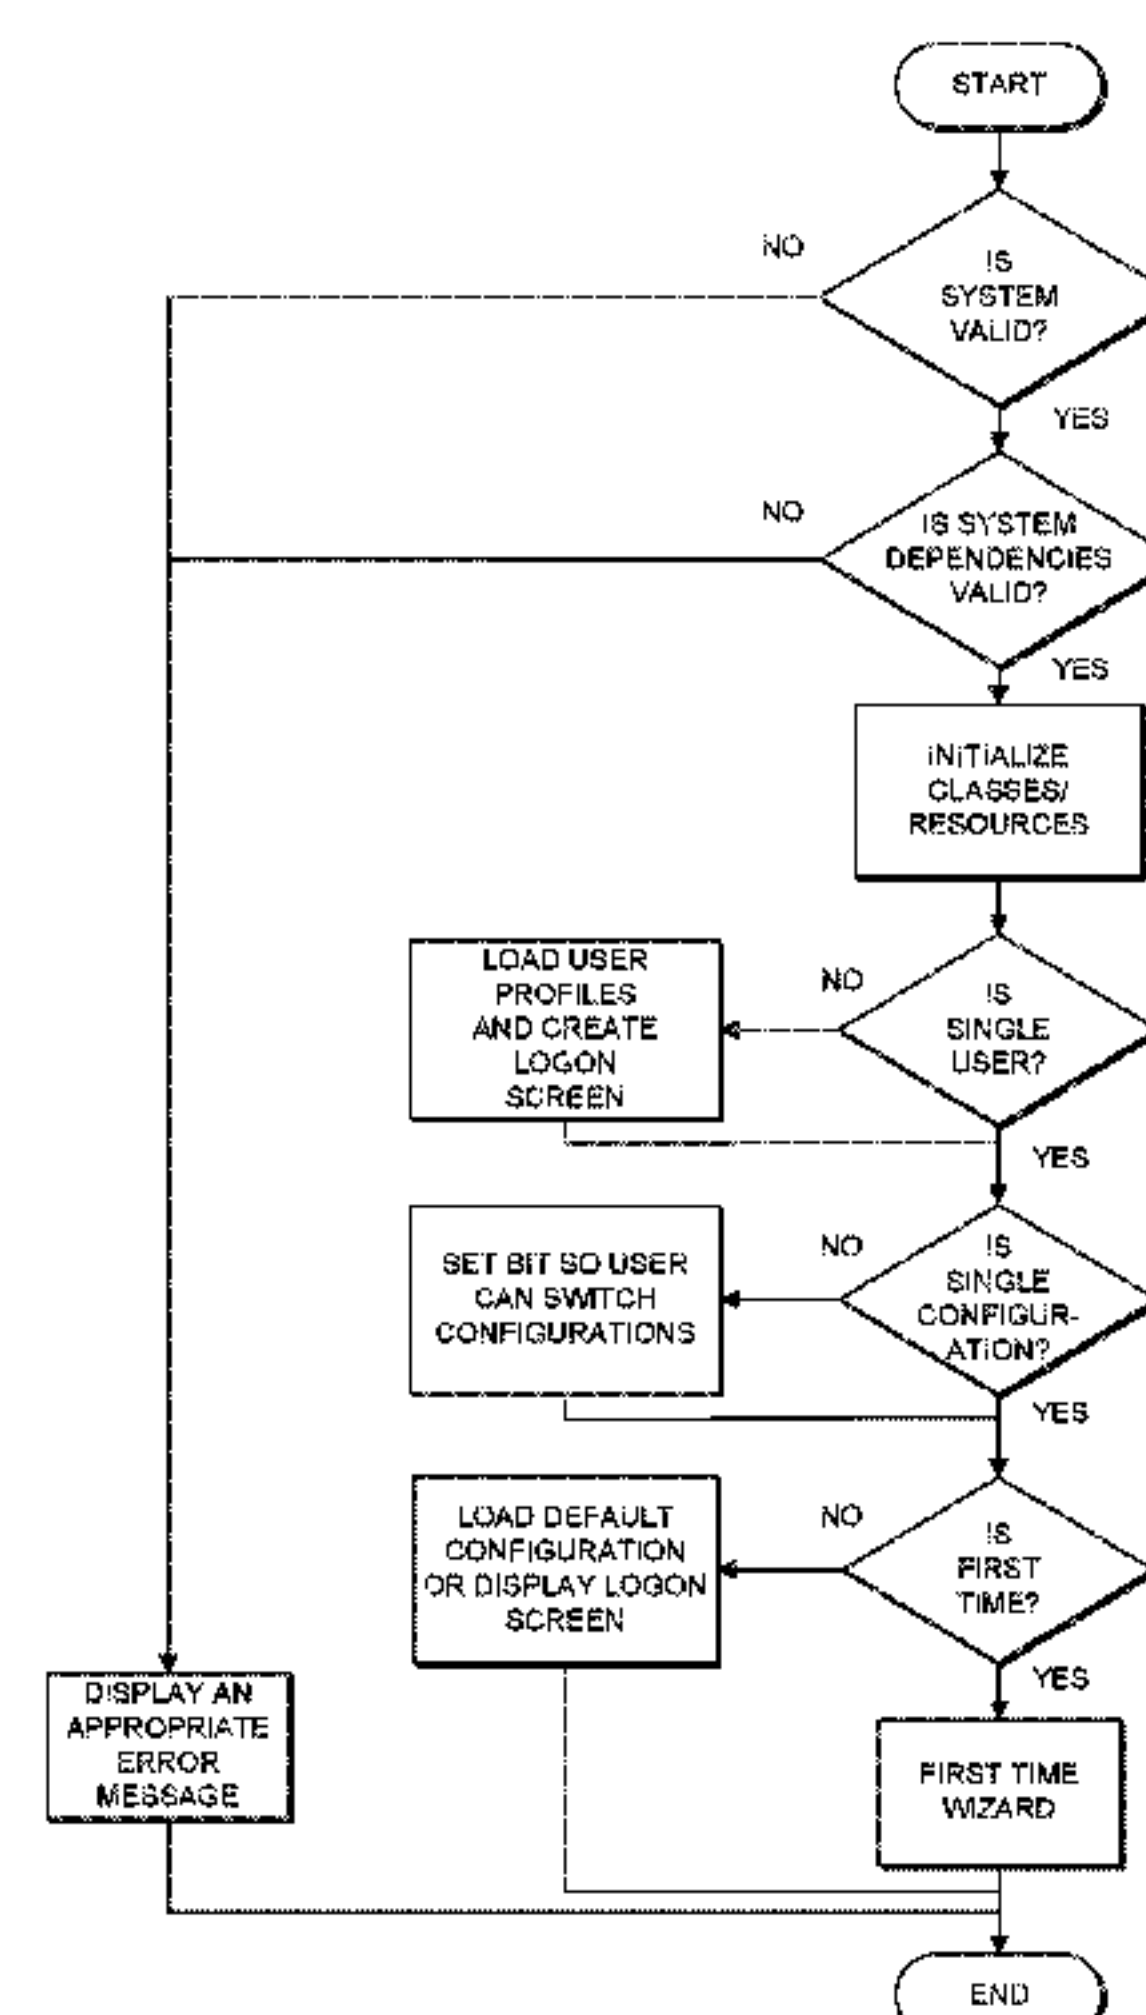 START
NO
IS
SYSTEM
VALID?
YES
NO
IS SYSTEM
DEPENDENCIES
VALID?
YES
INITIALIZE
CLASSES/
RESOURCES
LOAD USER
PROFILES
AND CREATE
LOGON
SCREEN
NO
IS
SINGLE
USER?
YES
SET BIT SO USER
CAN SWITCH
CONFIGURATIONS
NO
IS
SINGLE
CONFIGUR-
ATION?
YES
LOAD DEFAULT
CONFIGURATION
OR DISPLAY LOGON
SCREEN
NO
IS
FIRST
TIME?
YES
DISPLAY AN
APPROPRIATE
ERROR
MESSAGE
FIRST TIME
WIZARD
END